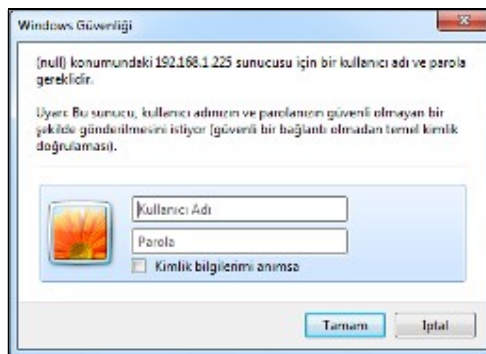 Windows Güvenliği
(null) konumundaki 192.168.1.225 sunucusu için bir kullanıcı adı ve parola
gereklidir.
Uyarı: Bu sunucu, kullanıcı adınızın ve parolanızın güvenli olmayan bir
şekilde gönderilmesini istiyor (güvenli bir bağlantı olmadan temel kimlik
doğrulaması).
Kullanıcı Adı
Parola
Kimlik bilgilerimi anımsa
Tamam
İptal